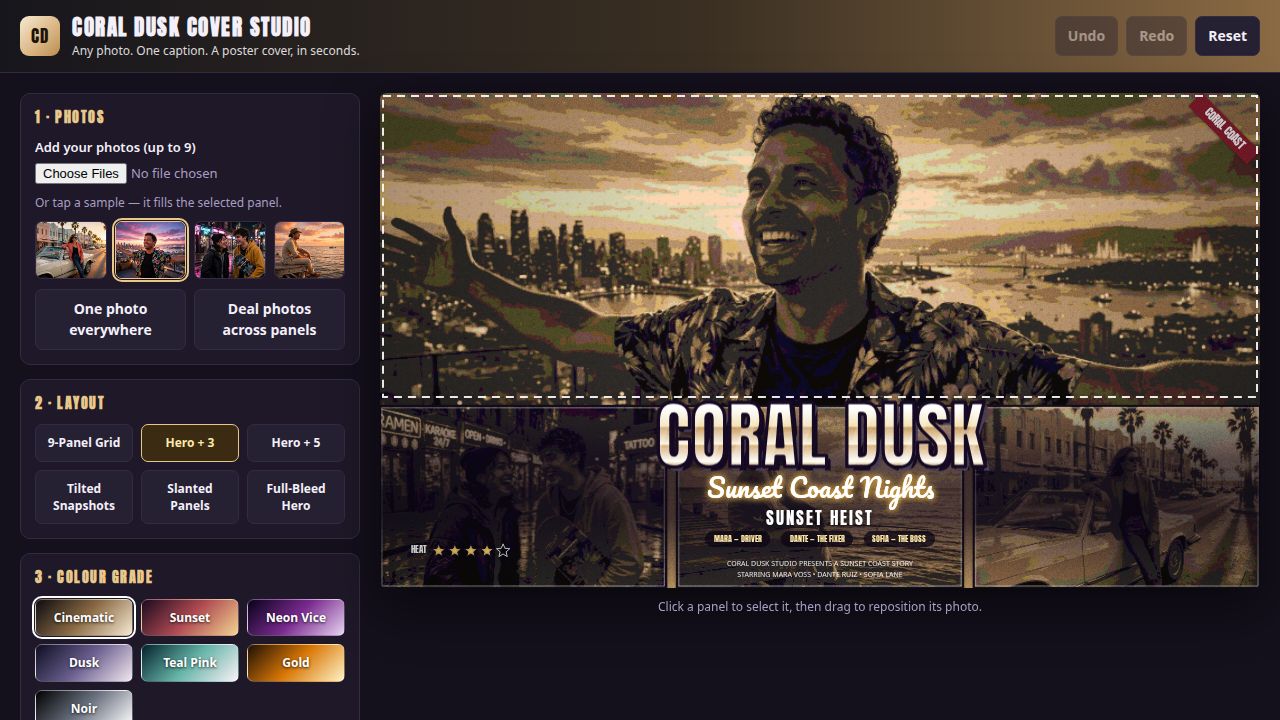 CD
CORAL DUSK COVER STUDIO
Any photo. One caption. A poster cover, in seconds.
Undo
Redo
Reset
1 · PHOTOS
Add your photos (up to 9)
Choose Files No file chosen
Or tap a sample — it fills the selected panel.
One photo
everywhere
Deal photos
across panels
2 · LAYOUT
9-Panel Grid
Hero + 3
Hero + 5
Tilted
Snapshots
Slanted
Panels
Full-Bleed
Hero
3 · COLOUR GRADE
Cinematic
Sunset
Neon Vice
Dusk
Teal Pink
Gold
Noir
CORAL COAST
RAMEN
KARAOKE
OPEN
TATTOO
CORAL DUSK
Sunset Coast Nights
SUNSET HEIST
MARA – DRIVER
DANTE – THE FIXER
SOFIA – THE BOSS
HEAT
CORAL DUSK STUDIO PRESENTS A SUNSET COAST STORY
STARRING MARA VOSS • DANTE RUIZ • SOFIA LANE
Click a panel to select it, then drag to reposition its photo.